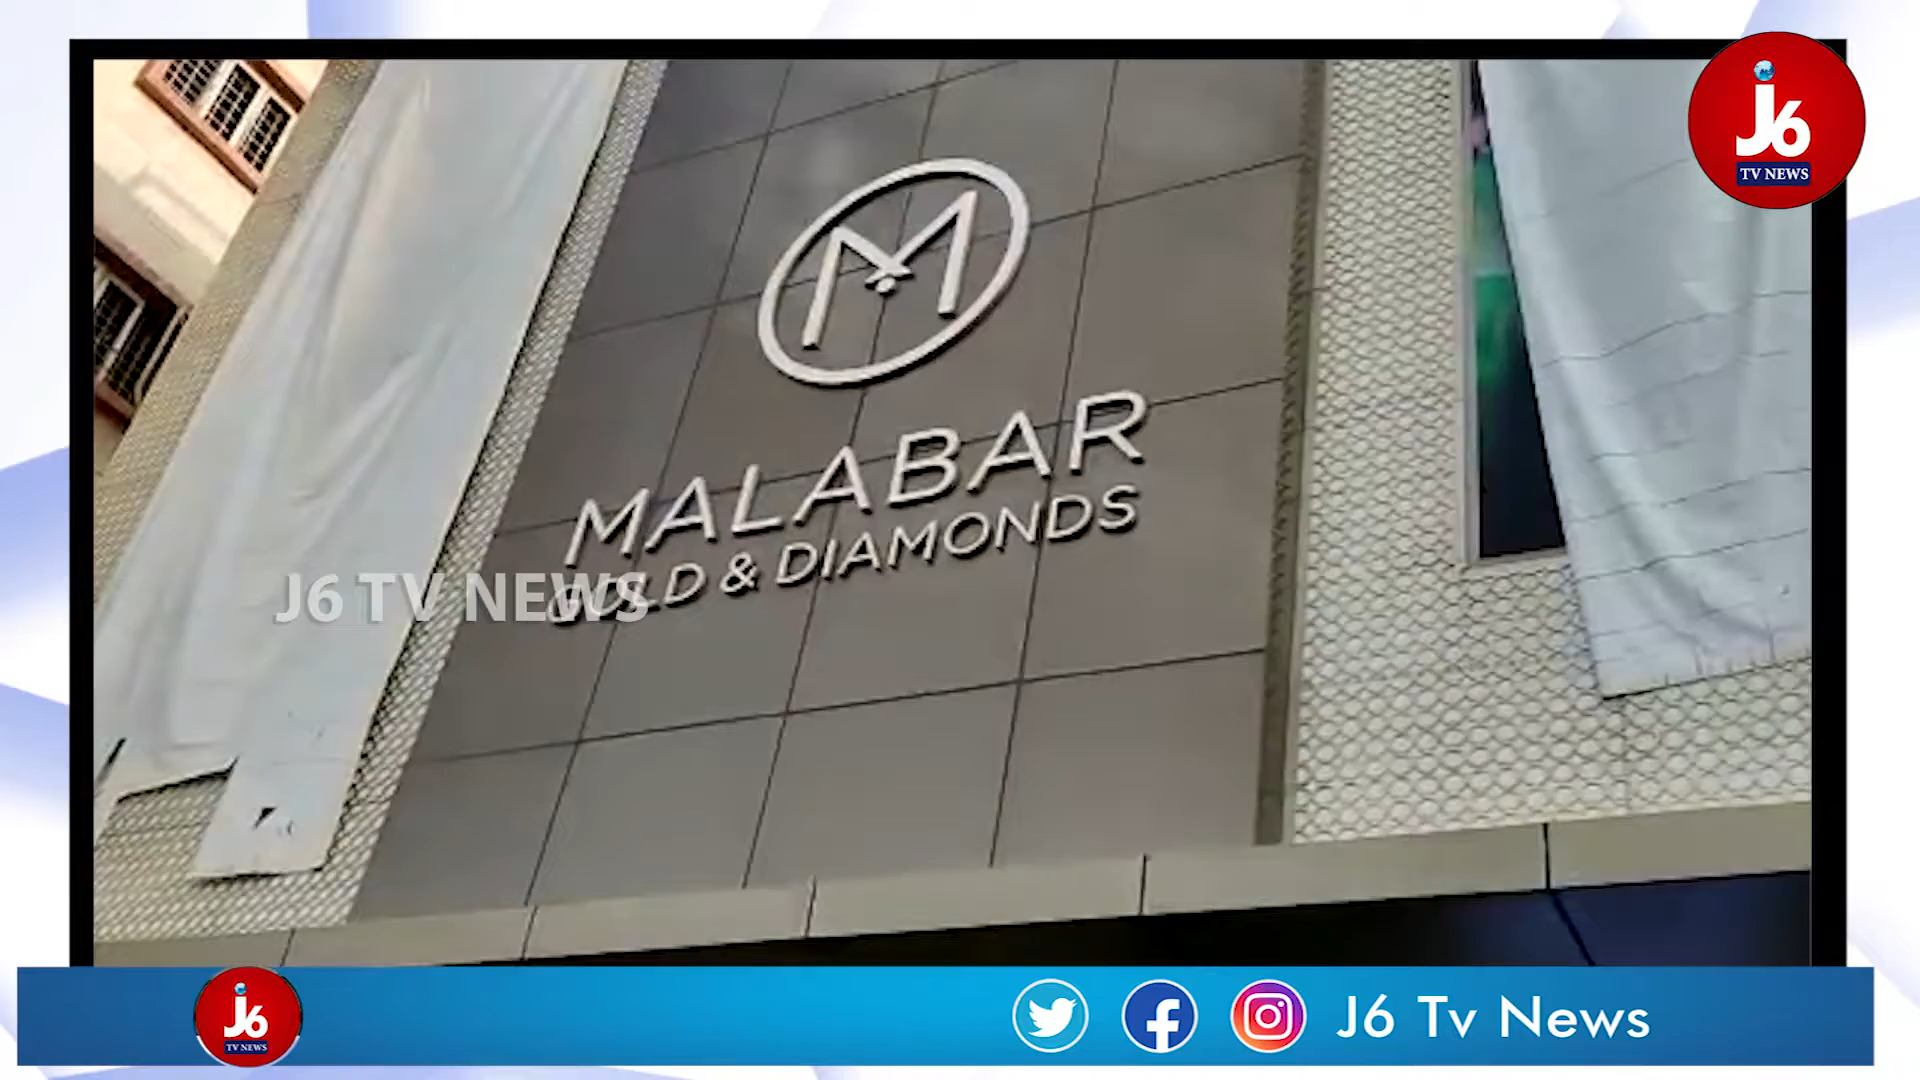 J6
TV NEWS
M
MALABAR
GOLD & DIAMONDS
J6 TV NEWS
J6
TV NEWS
J6 Tv News